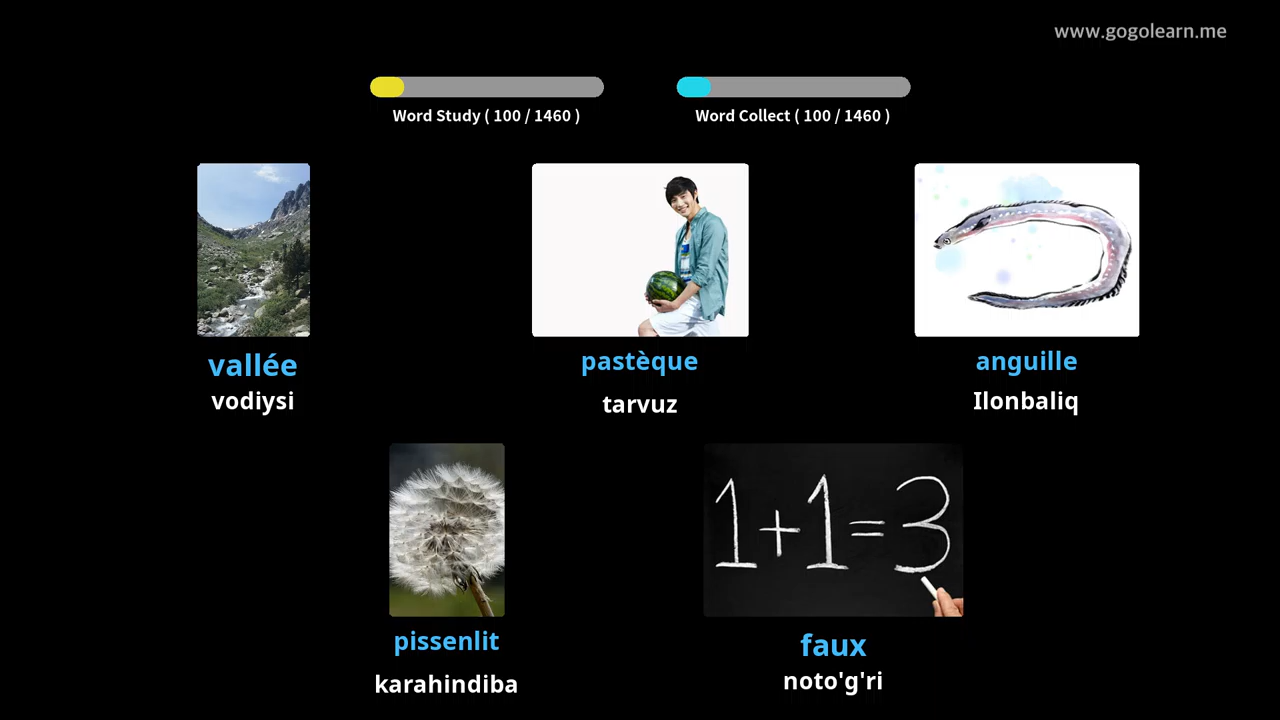 www.gogolearn.me
Word Study ( 100 / 1460 )
Word Collect ( 100 / 1460 )
vallée
vodiysi
pastèque
tarvuz
anguille
Ilonbaliq
1+1=3
pissenlit
karahindiba
faux
noto'g'ri